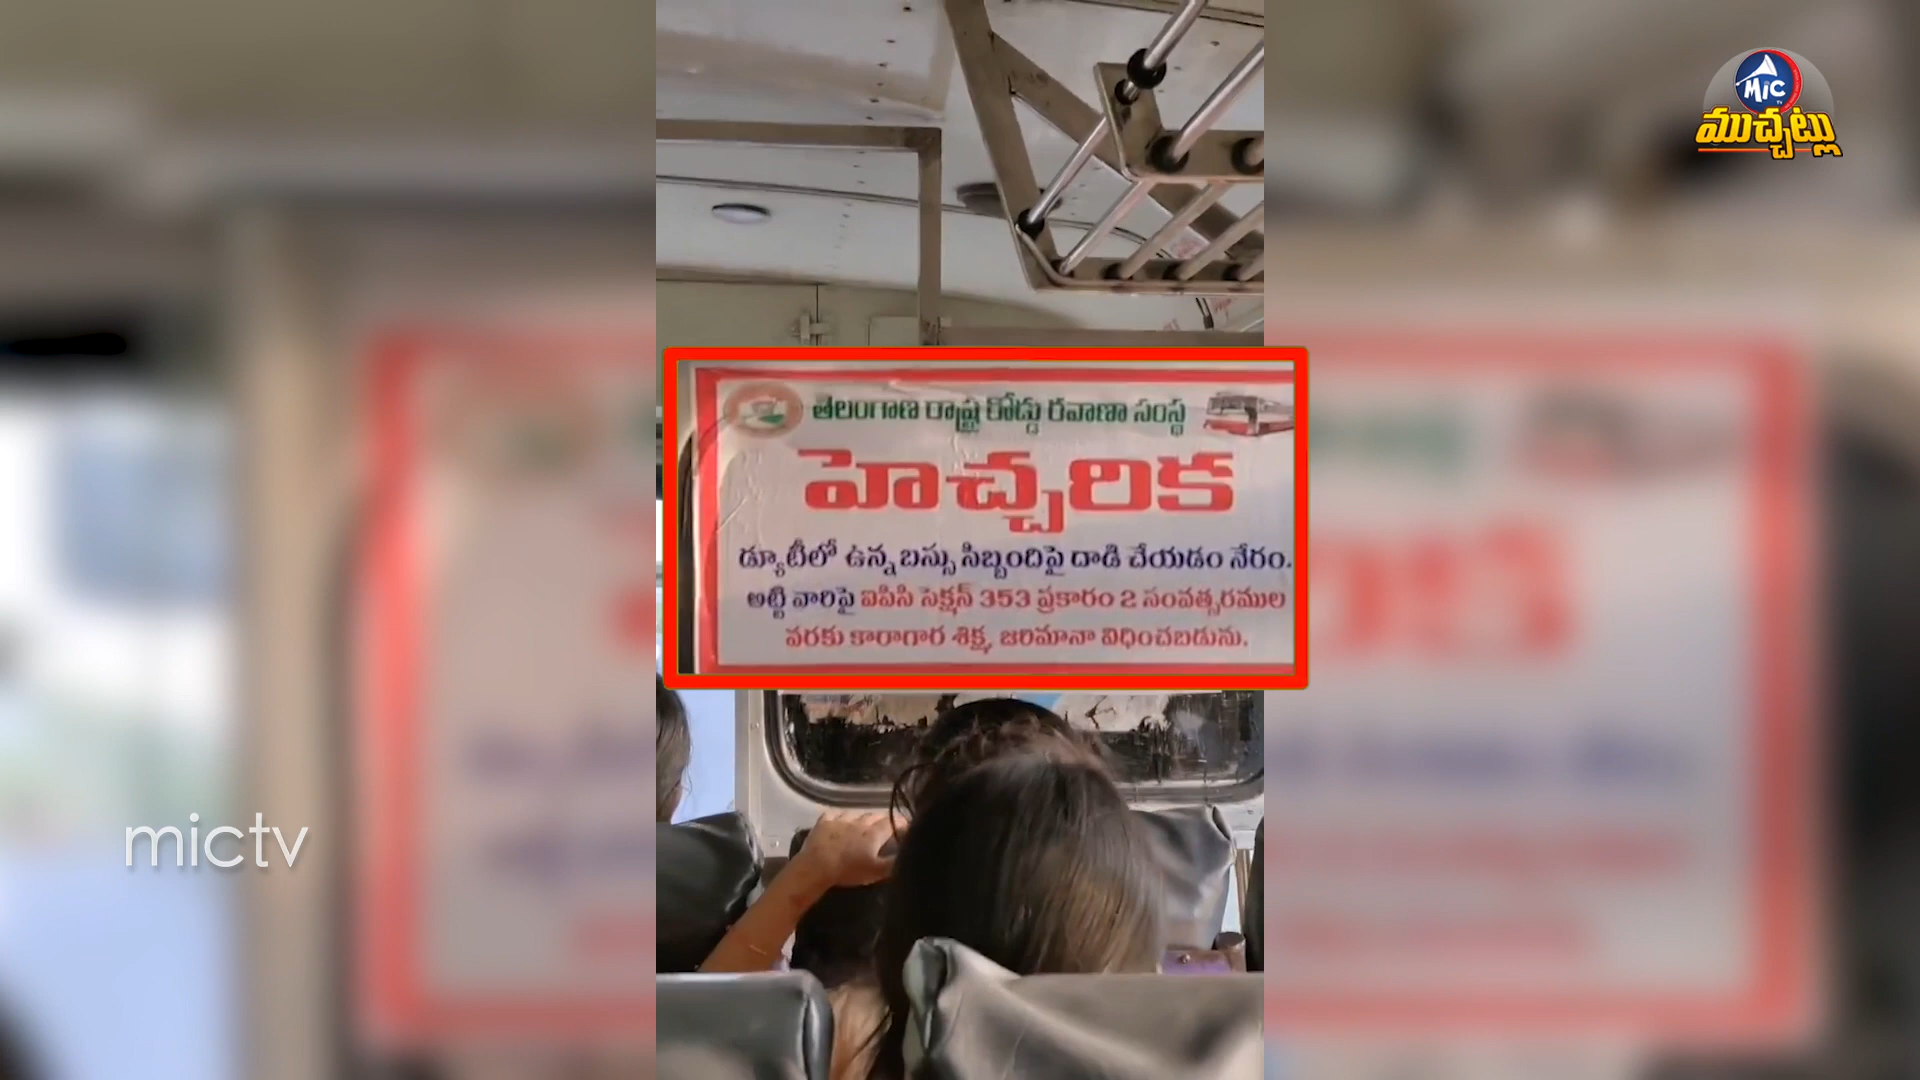 MIC
ముచ్చట్లు
తెలంగాణ రాష్ట్ర రోడ్డు రవాణా సంస్థ
హెచ్చరిక
డ్యూటీలో ఉన్న బస్సు సిబ్బందిపై దాడి చేయడం నేరం.
అట్టి వారిపై ఐపిసి సెక్షన్ 353 ప్రకారం 2 సంవత్సరముల
వరకు కారాగార శిక్ష, జరిమానా విధించబడును.
mictv